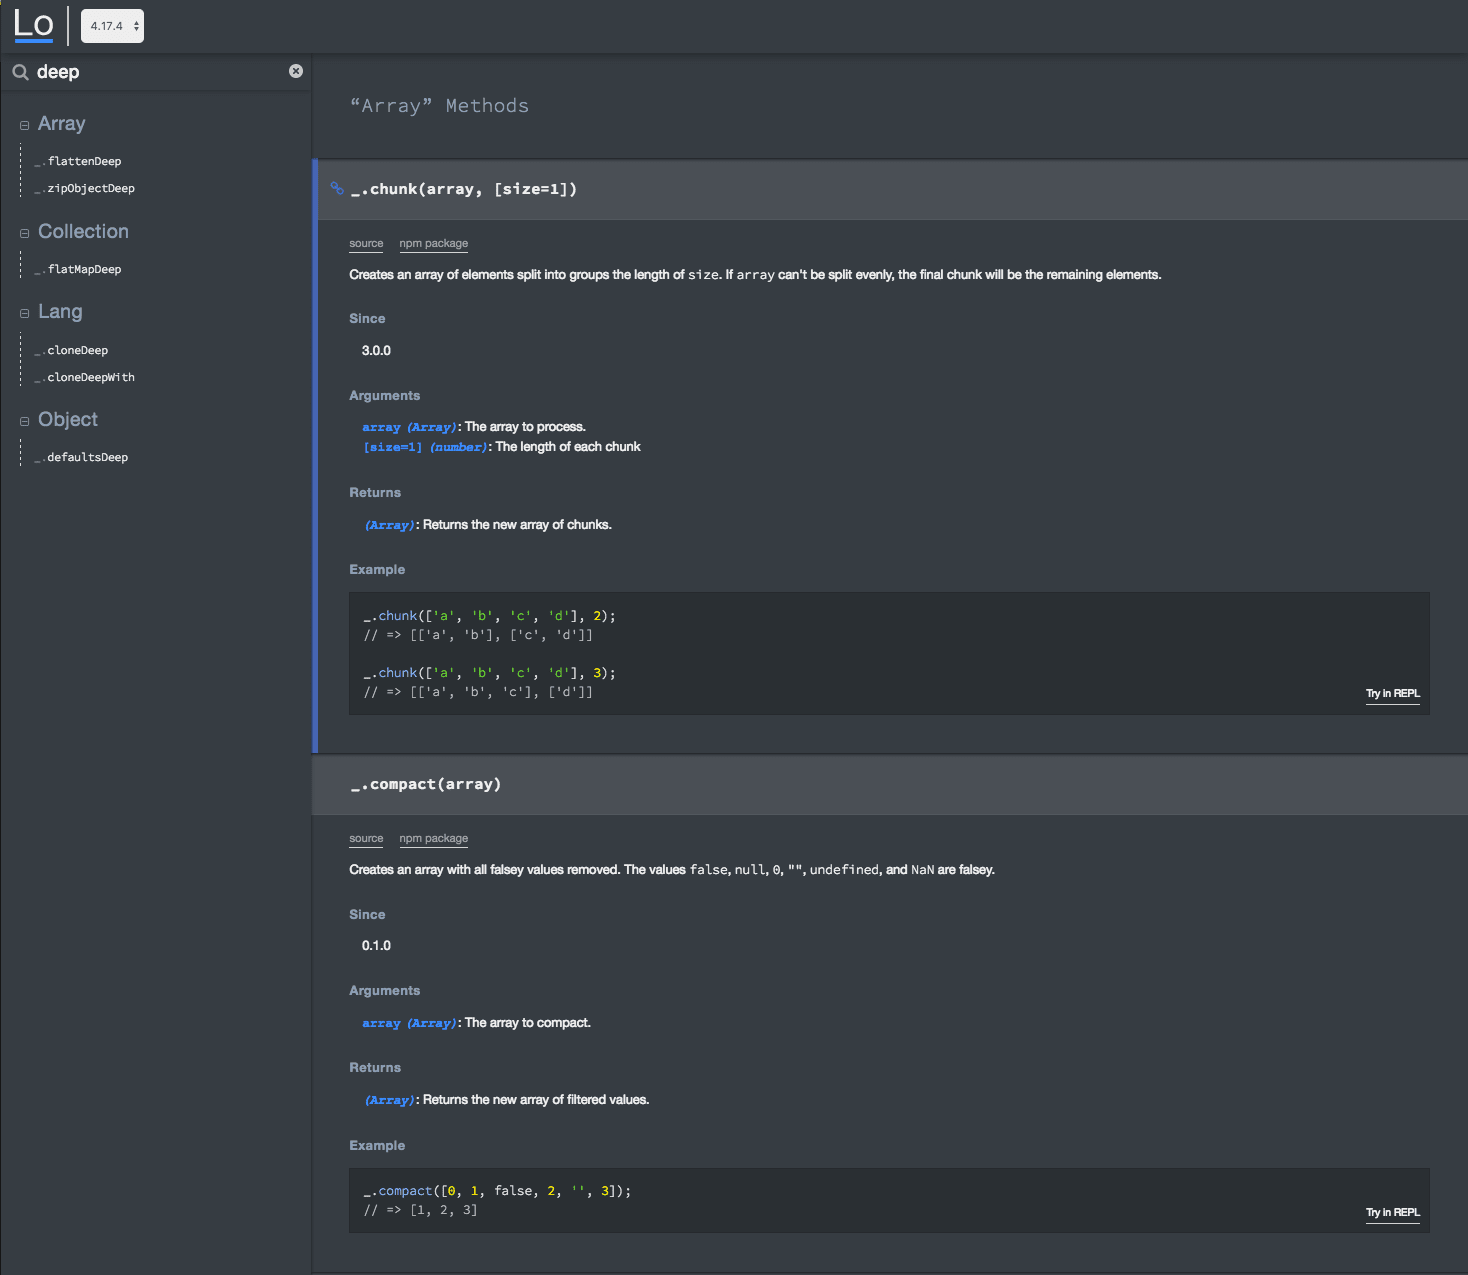 Lo
4.17.4
deep
Array
_.flattenDeep
_.zipObjectDeep
Collection
_.flatMapDeep
Lang
_.cloneDeep
_.cloneDeepWith
Object
_.defaultsDeep
“Array” Methods
_.chunk(array, [size=1])
source npm package
Creates an array of elements split into groups the length of size. If array can't be split evenly, the final chunk will be the remaining elements.
Since
3.0.0
Arguments
array (Array): The array to process.
[size=1] (number): The length of each chunk
Returns
(Array): Returns the new array of chunks.
Example
_.chunk(['a', 'b', 'c', 'd'], 2);
// => [['a', 'b'], ['c', 'd']]
_.chunk(['a', 'b', 'c', 'd'], 3);
// => [['a', 'b', 'c'], ['d']]
Try in REPL
_.compact(array)
source npm package
Creates an array with all falsey values removed. The values false, null, 0, "", undefined, and NaN are falsey.
Since
0.1.0
Arguments
array (Array): The array to compact.
Returns
(Array): Returns the new array of filtered values.
Example
_.compact([0, 1, false, 2, '', 3]);
// => [1, 2, 3]
Try in REPL